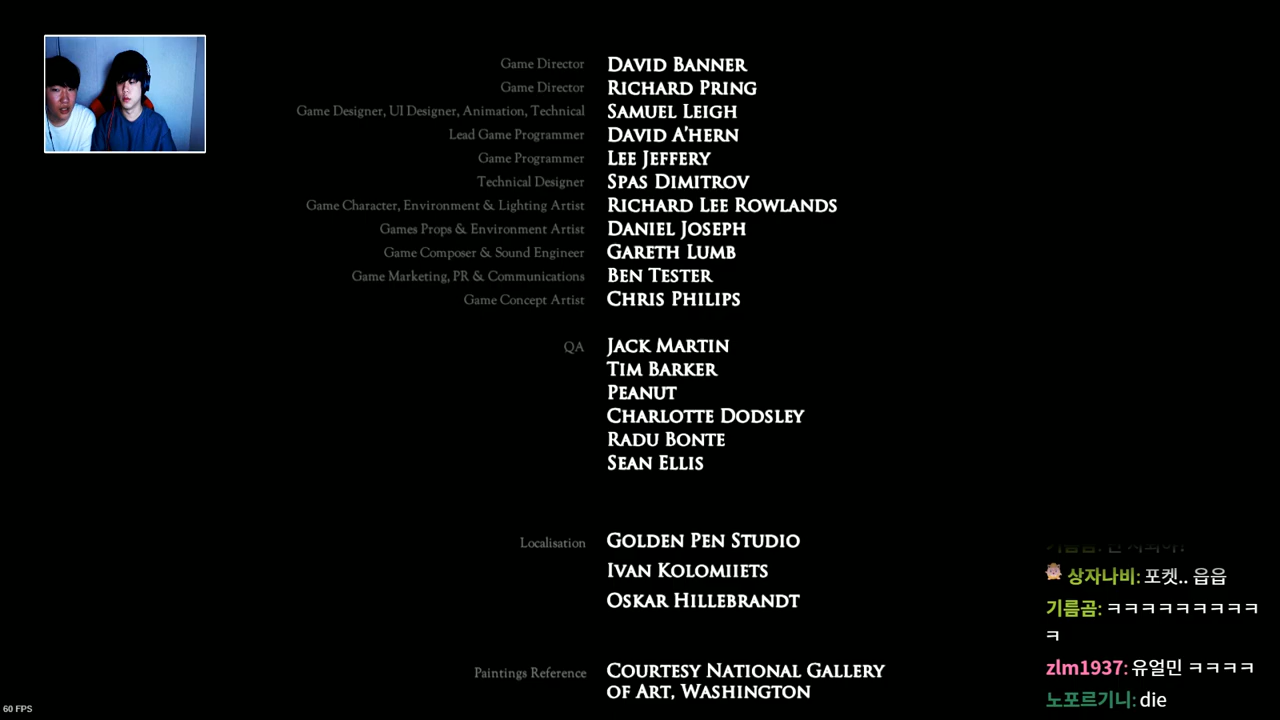 Game Director DAVID BANNER
Game Director RICHARD PRING
Game Designer, UI Designer, Animation, Technical SAMUEL LEIGH
Lead Game Programmer DAVID A'HERN
Game Programmer LEE JEFFERY
Technical Designer SPAS DIMITROV
Game Character, Environment & Lighting Artist RICHARD LEE ROWLANDS
Games Props & Environment Artist DANIEL JOSEPH
Game Composer & Sound Engineer GARETH LUMB
Game Marketing, PR & Communications BEN TESTER
Game Concept Artist CHRIS PHILIPS
QA JACK MARTIN
TIM BARKER
PEANUT
CHARLOTTE DODSLEY
RADU BONTE
SEAN ELLIS
Localisation GOLDEN PEN STUDIO
IVAN KOLOMIIETS
OSKAR HILLEBRANDT
Paintings Reference COURTESY NATIONAL GALLERY
OF ART, WASHINGTON
상자나비: 포켓.. 읍읍
기름곰: ㅋㅋㅋㅋㅋㅋㅋㅋㅋ
ㅋ
zlm1937: 유얼민 ㅋㅋㅋㅋ
노포르기니: die
60 FPS